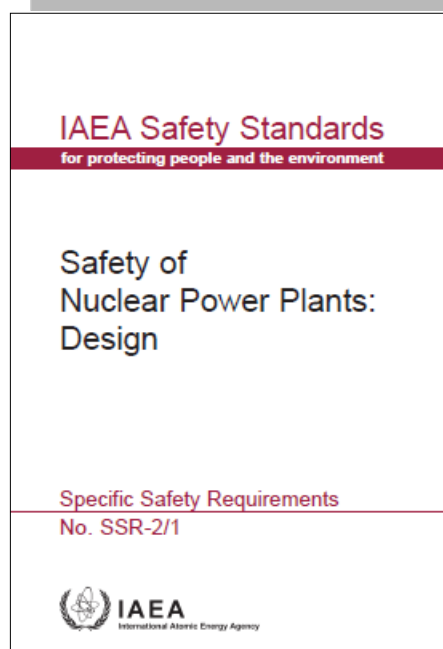 IAEA Safety Standards
for protecting people and the environment
Safety of
Nuclear Power Plants:
Design
Specific Safety Requirements
No. SSR-2/1
IAEA
International Atomic Energy Agency